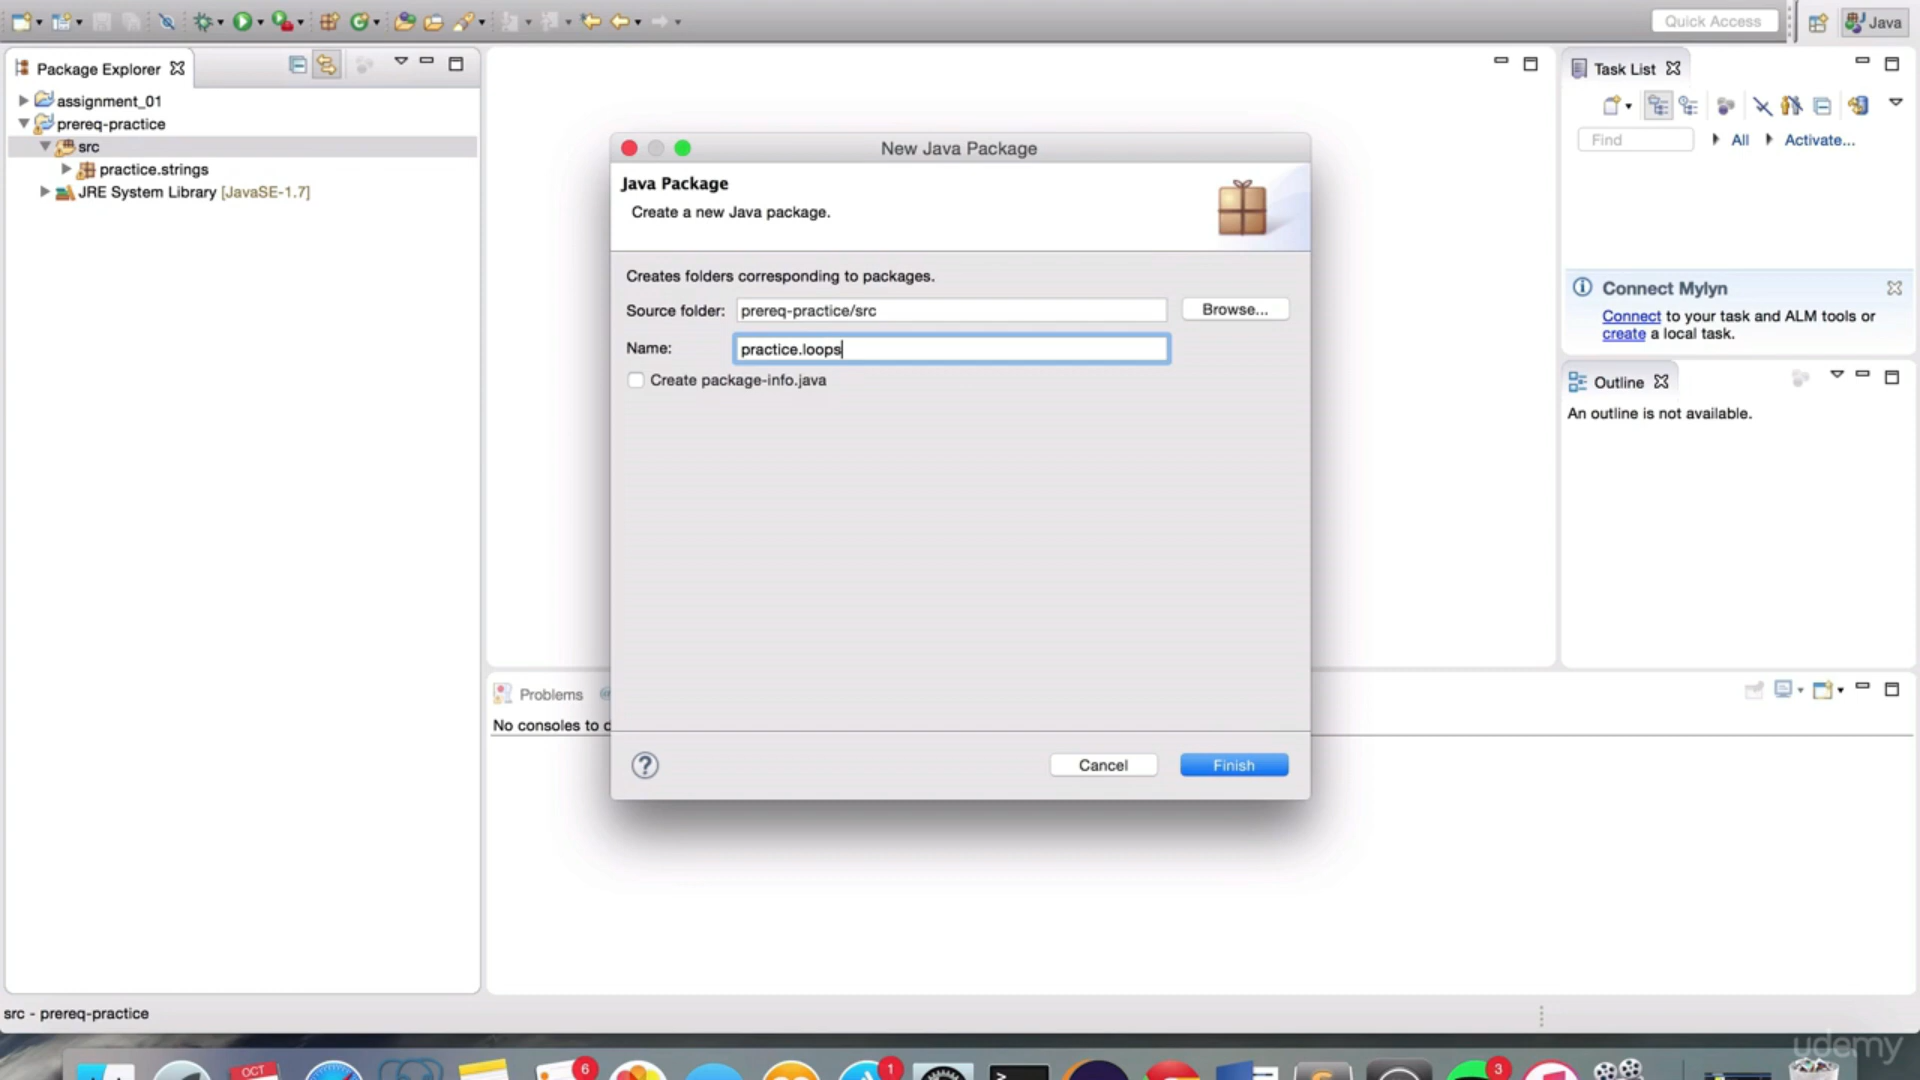 Quick Access
Java
Package Explorer
assignment_01
prereq-practice
src
practice.strings
JRE System Library [JavaSE-1.7]
Task List
Find
All
Activate...
New Java Package
Java Package
Create a new Java package.
Creates folders corresponding to packages.
Source folder:
prereq-practice/src
Browse...
Name:
practice.loops
Create package-info.java
Connect Mylyn
Connect to your task and ALM tools or
create a local task.
Outline
An outline is not available.
Problems
No consoles to d
?
Cancel
Finish
src - prereq-practice
udemy
OCT
6
1
3